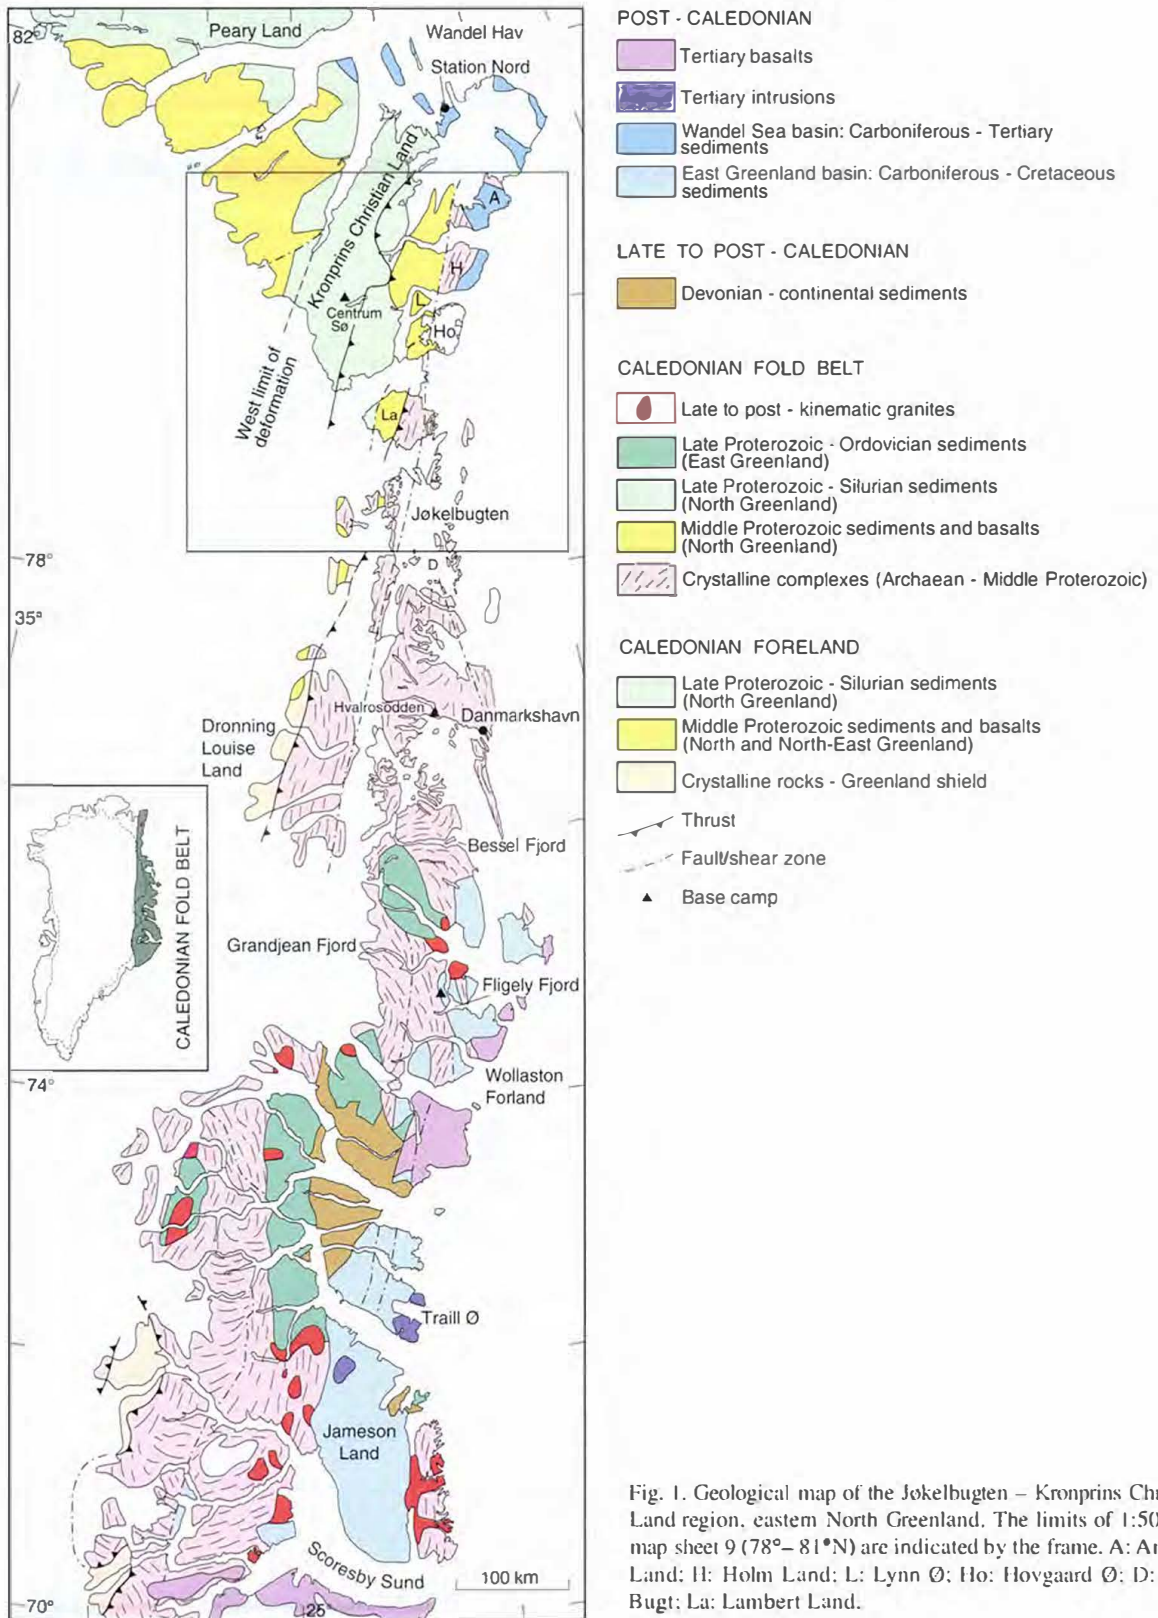 82°
Peary Land
Wandel Hav
Station Nord
Kronprins Christian Land
A
H
L
Ho
Centrum
Sø
West limit of
deformation
La
Jøkelbugten
78°
D
35°
Hvalrosodden
Danmarkshavn
Dronning
Louise
Land
CALEDONIAN FOLD BELT
Bessel Fjord
Grandjean Fjord
Fligely Fjord
74°
Wollaston
Forland
Traill Ø
Jameson
Land
Scoresby Sund
100 km
70°
25°
POST - CALEDONIAN
Tertiary basalts
Tertiary intrusions
Wandel Sea basin: Carboniferous - Tertiary
sediments
East Greenland basin: Carboniferous - Cretaceous
sediments
LATE TO POST - CALEDONIAN
Devonian - continental sediments
CALEDONIAN FOLD BELT
Late to post - kinematic granites
Late Proterozoic - Ordovician sediments
(East Greenland)
Late Proterozoic - Silurian sediments
(North Greenland)
Middle Proterozoic sediments and basalts
(North Greenland)
Crystalline complexes (Archaean - Middle Proterozoic)
CALEDONIAN FORELAND
Late Proterozoic - Silurian sediments
(North Greenland)
Middle Proterozoic sediments and basalts
(North and North-East Greenland)
Crystalline rocks - Greenland shield
Thrust
Fault/shear zone
Base camp
Fig. 1. Geological map of the Jøkelbugten – Kronprins Chr
Land region, eastern North Greenland. The limits of 1:50
map sheet 9 (78°– 81°N) are indicated by the frame. A: Ar
Land; H: Holm Land; L: Lynn Ø; Ho: Hovgaard Ø; D:
Bugt; La: Lambert Land.